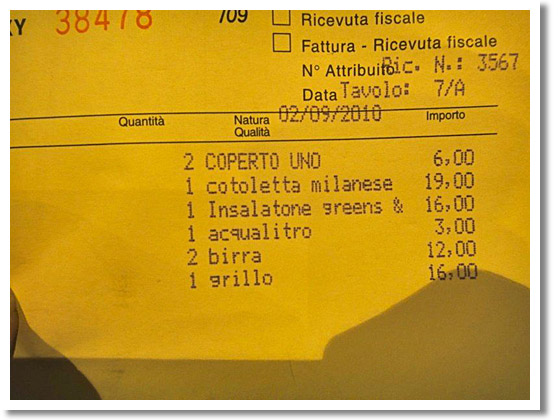 XY 38478 /09 Ricevuta fiscale
Fattura - Ricevuta fiscale
N° Attribuito Ric. N.: 3567
Data Tavolo: 7/A
Quantità Natura Qualità 02/09/2010 Importo
2 COPERTO UNO 6,00
1 cotoletta milanese 19,00
1 Insalatone greens & 16,00
1 acqualitro 3,00
2 birra 12,00
1 grillo 16,00